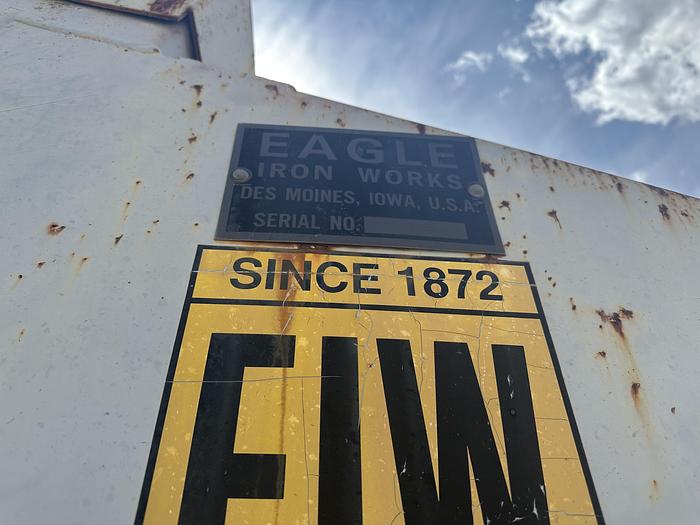 EAGLE
IRON WORKS
DES MOINES, IOWA, U.S.A.
SERIAL NO.
SINCE 1872
EIW